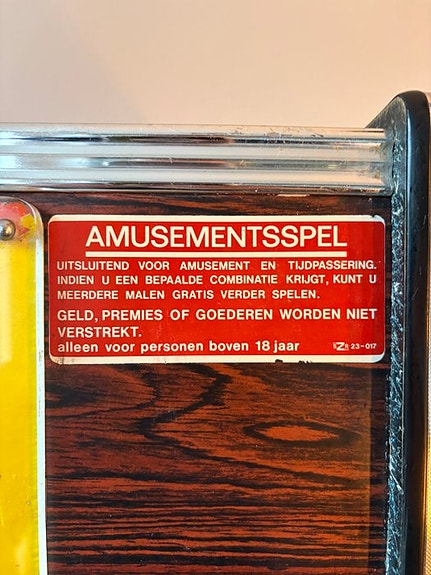 AMUSEMENTSSPEL
UITSLUITEND VOOR AMUSEMENT EN TIJDPASSERING.
INDIEN U EEN BEPAALDE COMBINATIE KRIJGT, KUNT U
MEERDERE MALEN GRATIS VERDER SPELEN.
GELD, PREMIES OF GOEDEREN WORDEN NIET
VERSTREKT.
alleen voor personen boven 18 jaar 23-017